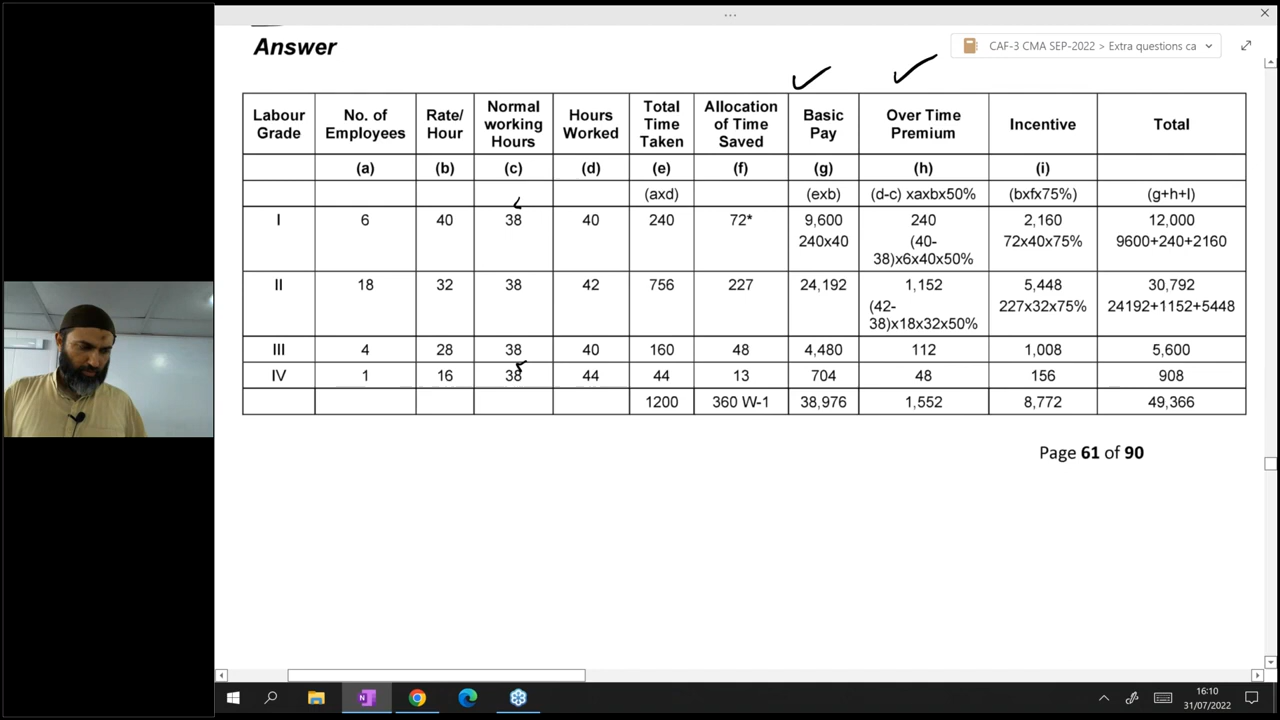 ...
CAF-3 CMA SEP-2022 > Extra questions ca
Answer
Labour Grade | No. of Employees | Rate/ Hour | Normal working Hours | Hours Worked | Total Time Taken | Allocation of Time Saved | Basic Pay | Over Time Premium | Incentive | Total
(a) | (b) | (c) | (d) | (e) | (f) | (g) | (h) | (i)
(axd) | (exb) | (d-c) xaxbx50% | (bxfx75%) | (g+h+I)
I | 6 | 40 | 38 | 40 | 240 | 72* | 9,600 | 240 | 2,160 | 12,000
240x40 | (40-38)x6x40x50% | 72x40x75% | 9600+240+2160
II | 18 | 32 | 38 | 42 | 756 | 227 | 24,192 | 1,152 | 5,448 | 30,792
(42-38)x18x32x50% | 227x32x75% | 24192+1152+5448
III | 4 | 28 | 38 | 40 | 160 | 48 | 4,480 | 112 | 1,008 | 5,600
IV | 1 | 16 | 38 | 44 | 44 | 13 | 704 | 48 | 156 | 908
1200 | 360 W-1 | 38,976 | 1,552 | 8,772 | 49,366
Page 61 of 90
16:10
31/07/2022